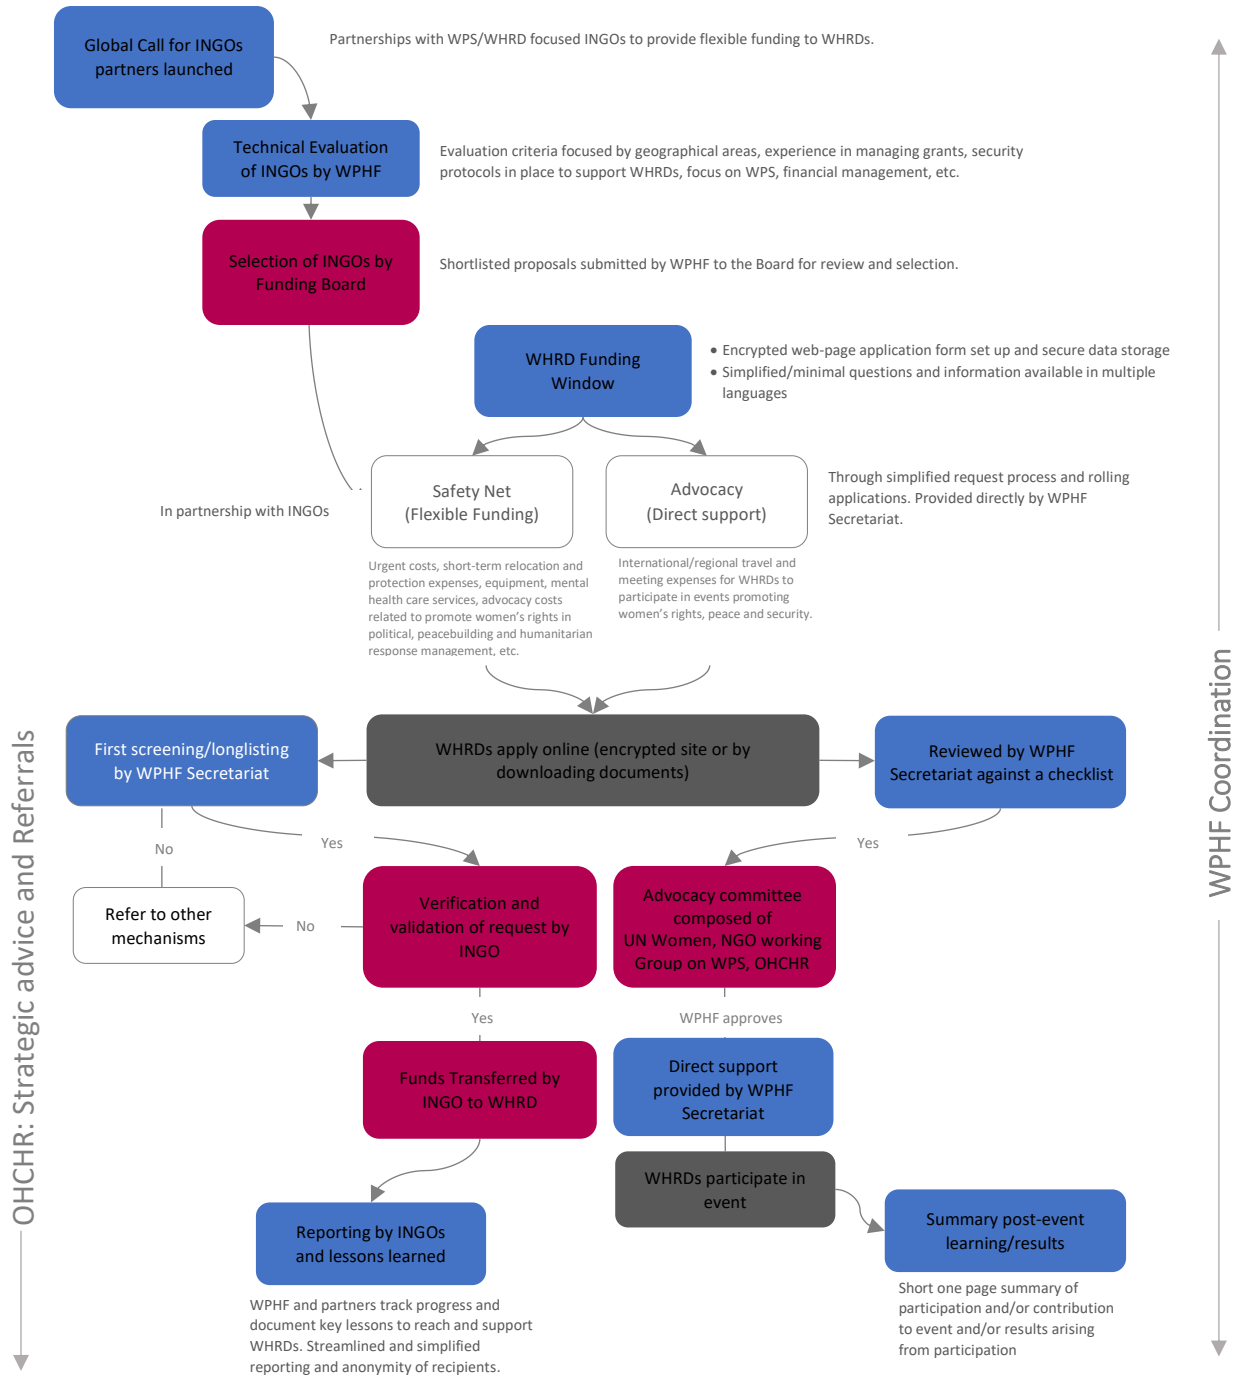 Global Call for INGOs
partners launched
Partnerships with WPS/WHRD focused INGOs to provide flexible funding to WHRDs.
Technical Evaluation
of INGOs by WPHF
Evaluation criteria focused by geographical areas, experience in managing grants, security
protocols in place to support WHRDs, focus on WPS, financial management, etc.
Selection of INGOs by
Funding Board
Shortlisted proposals submitted by WPHF to the Board for review and selection.
WHRD Funding
Window
• Encrypted web-page application form set up and secure data storage
• Simplified/minimal questions and information available in multiple
languages
In partnership with INGOs
Safety Net
(Flexible Funding)
Advocacy
(Direct support)
Through simplified request process and rolling
applications. Provided directly by WPHF
Secretariat.
Urgent costs, short-term relocation and
protection expenses, equipment, mental
health care services, advocacy costs
related to promote women’s rights in
political, peacebuilding and humanitarian
response management, etc.
International/regional travel and
meeting expenses for WHRDs to
participate in events promoting
women’s rights, peace and security.
First screening/longlisting
by WPHF Secretariat
WHRDs apply online (encrypted site or by
downloading documents)
Reviewed by WPHF
Secretariat against a checklist
No
Yes
Yes
Refer to other
mechanisms
No
Verification and
validation of request by
INGO
Advocacy committee
composed of
UN Women, NGO working
Group on WPS, OHCHR
Yes
WPHF approves
Funds Transferred by
INGO to WHRD
Direct support
provided by WPHF
Secretariat
WHRDs participate in
event
Reporting by INGOs
and lessons learned
Summary post-event
learning/results
WPHF and partners track progress and
document key lessons to reach and support
WHRDs. Streamlined and simplified
reporting and anonymity of recipients.
Short one page summary of
participation and/or contribution
to event and/or results arising
from participation
OHCHR: Strategic advice and Referrals
WPHF Coordination